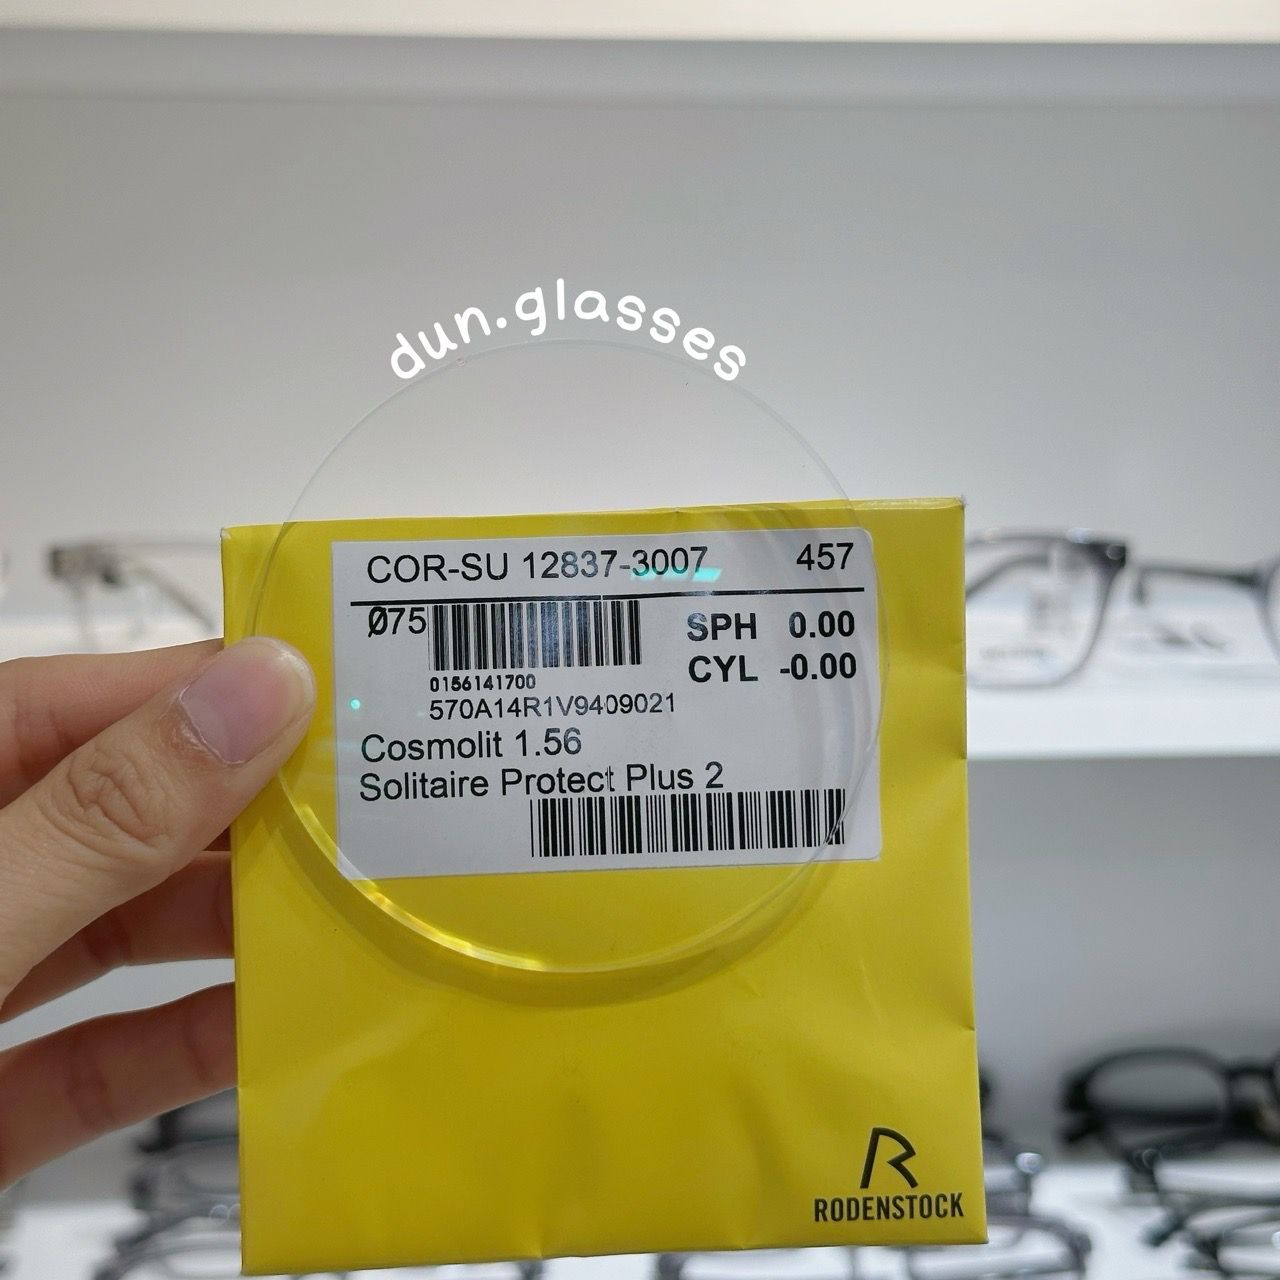 dun.glasses
COR-SU 12837-3007 457
Ø75 SPH 0.00
CYL -0.00
0156141700
570A14R1V9409021
Cosmolit 1.56
Solitaire Protect Plus 2
R
RODENSTOCK